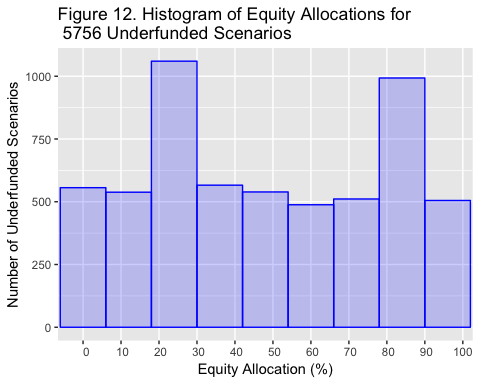 Figure 12. Histogram of Equity Allocations for
5756 Underfunded Scenarios
Number of Underfunded Scenarios
1000
750
500
250
0
0 10 20 30 40 50 60 70 80 90 100
Equity Allocation (%)